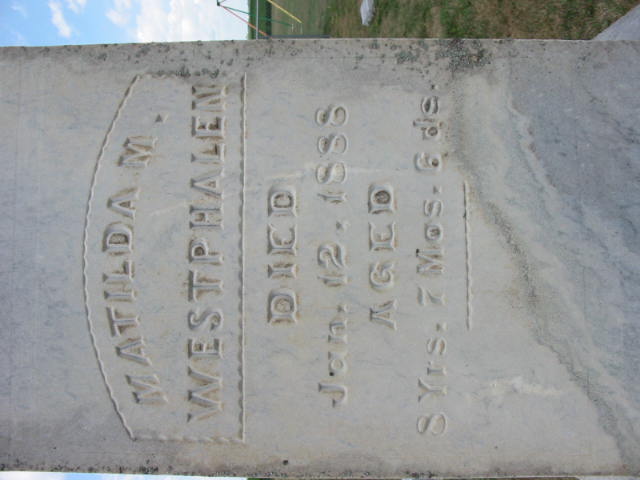 MATILDA M.
WESTPHALEN
DIED
Jan. 12. 1888
AGED
8 Yrs. 7 Mos. 6 ds.